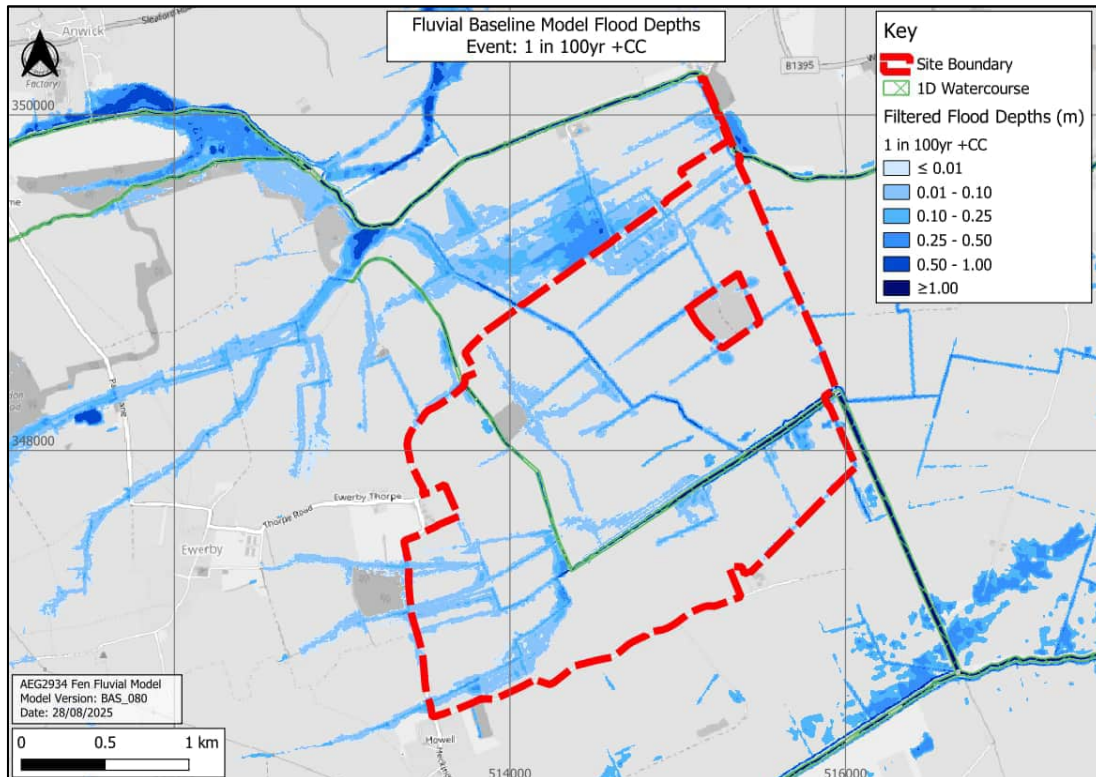 Fluvial Baseline Model Flood Depths
Event: 1 in 100yr +CC
Key
Site Boundary
1D Watercourse
Filtered Flood Depths (m)
1 in 100yr +CC
≤ 0.01
0.01 - 0.10
0.10 - 0.25
0.25 - 0.50
0.50 - 1.00
≥1.00
Anwick
Factory
B1395
350000
348000
Ewerby Thorpe
Thorpe Road
Ewerby
Howell
514000
516000
AEG2934 Fen Fluvial Model
Model Version: BAS_080
Date: 28/08/2025
0 0.5 1 km